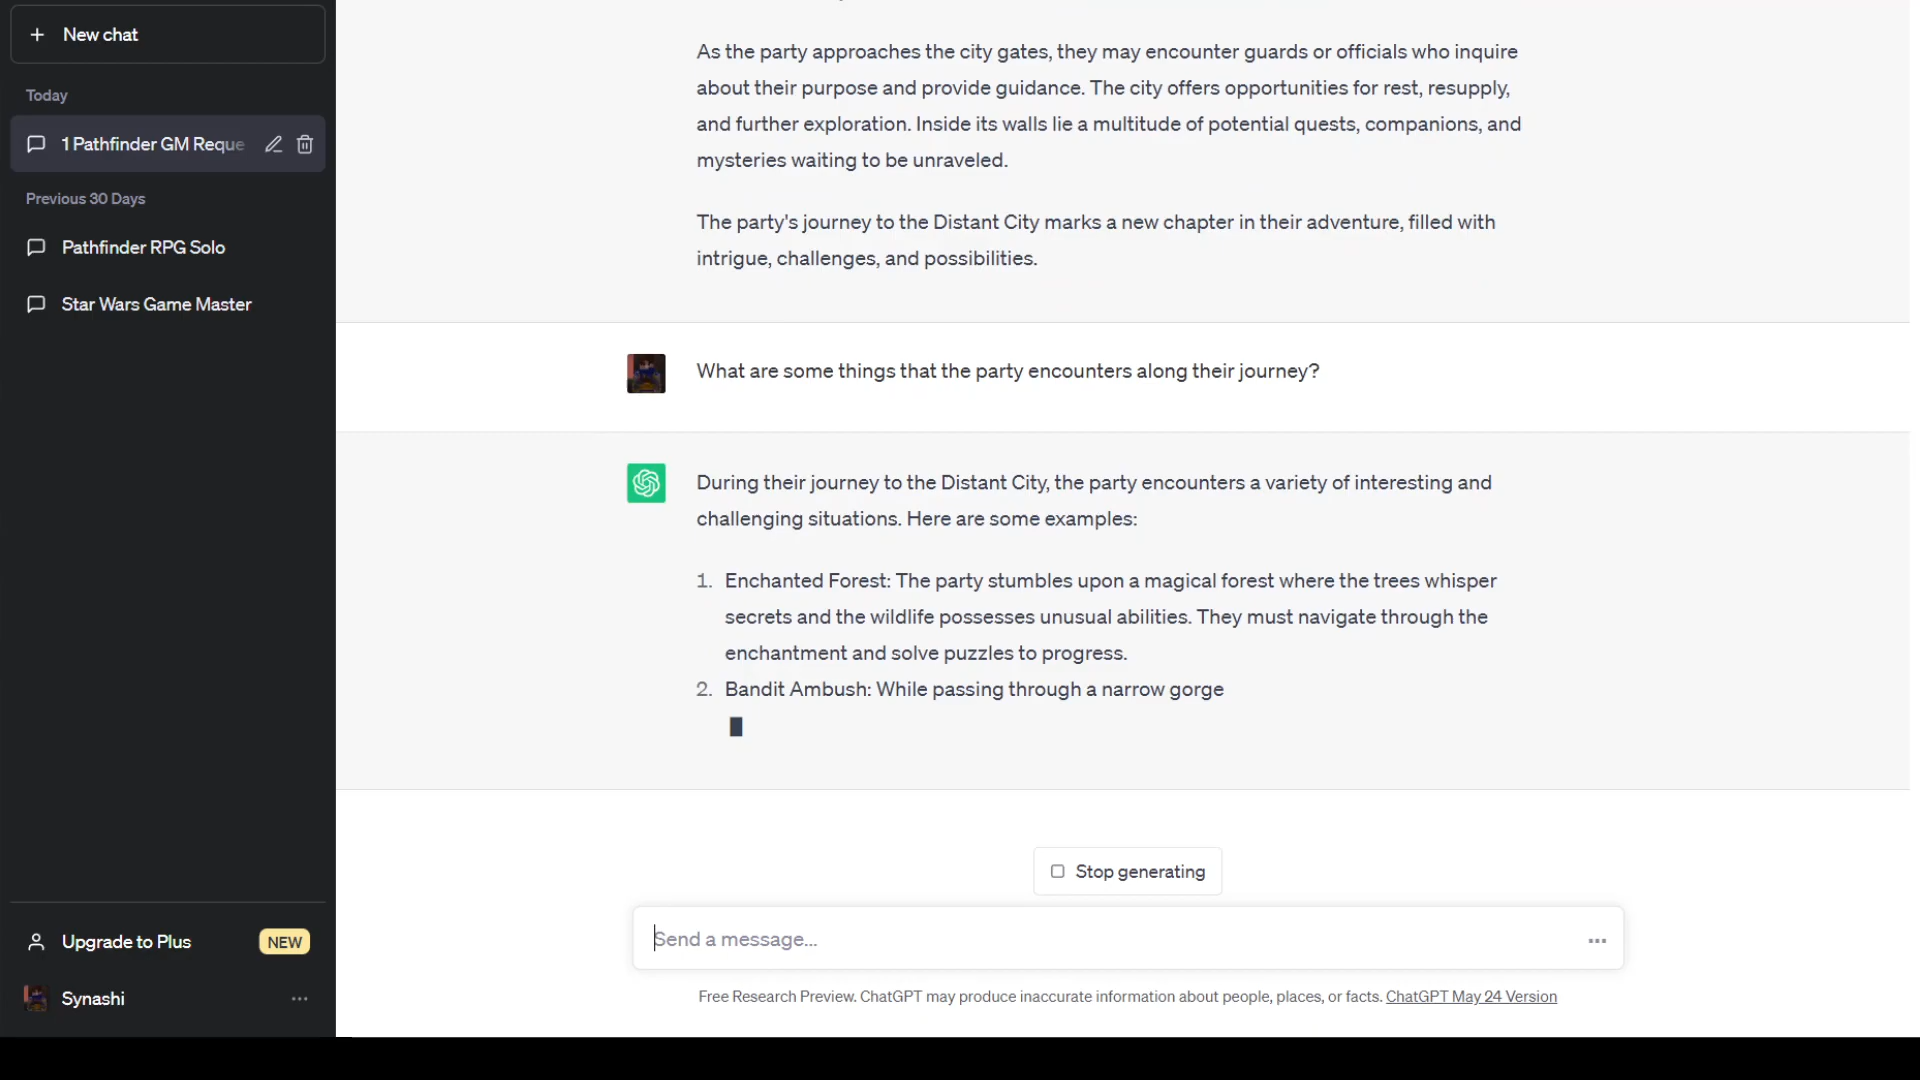 New chat
Today
1 Pathfinder GM Reque
Previous 30 Days
Pathfinder RPG Solo
Star Wars Game Master
Upgrade to Plus NEW
Synashi
As the party approaches the city gates, they may encounter guards or officials who inquire
about their purpose and provide guidance. The city offers opportunities for rest, resupply,
and further exploration. Inside its walls lie a multitude of potential quests, companions, and
mysteries waiting to be unraveled.
The party's journey to the Distant City marks a new chapter in their adventure, filled with
intrigue, challenges, and possibilities.
What are some things that the party encounters along their journey?
During their journey to the Distant City, the party encounters a variety of interesting and
challenging situations. Here are some examples:
1. Enchanted Forest: The party stumbles upon a magical forest where the trees whisper
secrets and the wildlife possesses unusual abilities. They must navigate through the
enchantment and solve puzzles to progress.
2. Bandit Ambush: While passing through a narrow gorge
Stop generating
Send a message...
Free Research Preview. ChatGPT may produce inaccurate information about people, places, or facts. ChatGPT May 24 Version